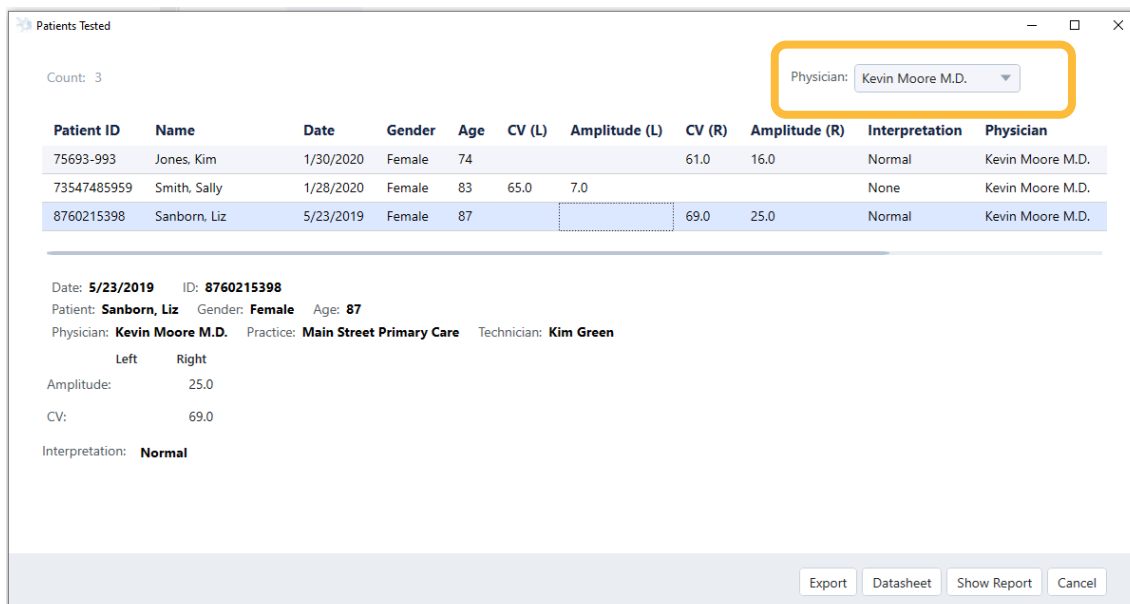 Patients Tested
Count: 3 Physician: Kevin Moore M.D.
Patient ID Name Date Gender Age CV (L) Amplitude (L) CV (R) Amplitude (R) Interpretation Physician
75693-993 Jones, Kim 1/30/2020 Female 74 61.0 16.0 Normal Kevin Moore M.D.
73547485959 Smith, Sally 1/28/2020 Female 83 65.0 7.0 None Kevin Moore M.D.
8760215398 Sanborn, Liz 5/23/2019 Female 87 69.0 25.0 Normal Kevin Moore M.D.
Date: 5/23/2019 ID: 8760215398
Patient: Sanborn, Liz Gender: Female Age: 87
Physician: Kevin Moore M.D. Practice: Main Street Primary Care Technician: Kim Green
Left Right
Amplitude: 25.0
CV: 69.0
Interpretation: Normal
Export Datasheet Show Report Cancel